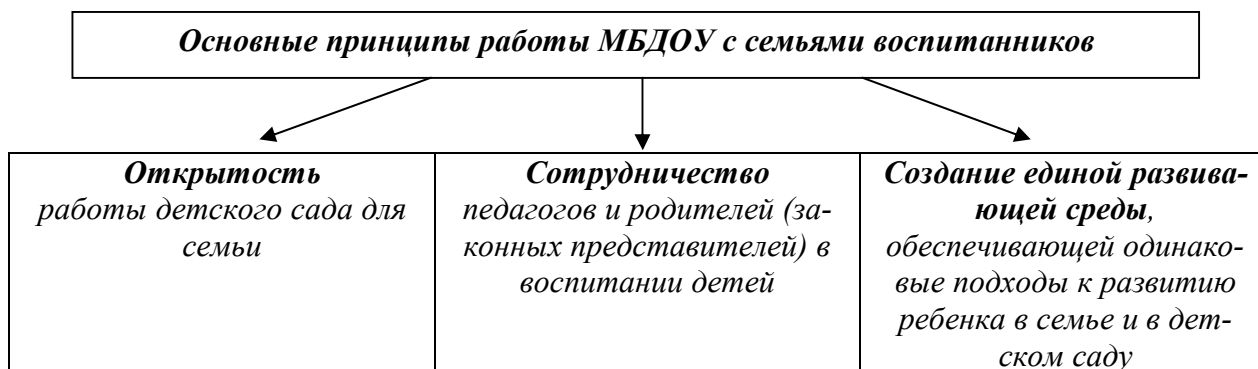 Основные принципы работы МБДОУ с семьями воспитанников
Открытость
работы детского сада для
семьи
Сотрудничество
педагогов и родителей (за-
конных представителей) в
воспитании детей
Создание единой развива-
ющей среды,
обеспечивающей одинако-
вые подходы к развитию
ребенка в семье и в дет-
ском саду